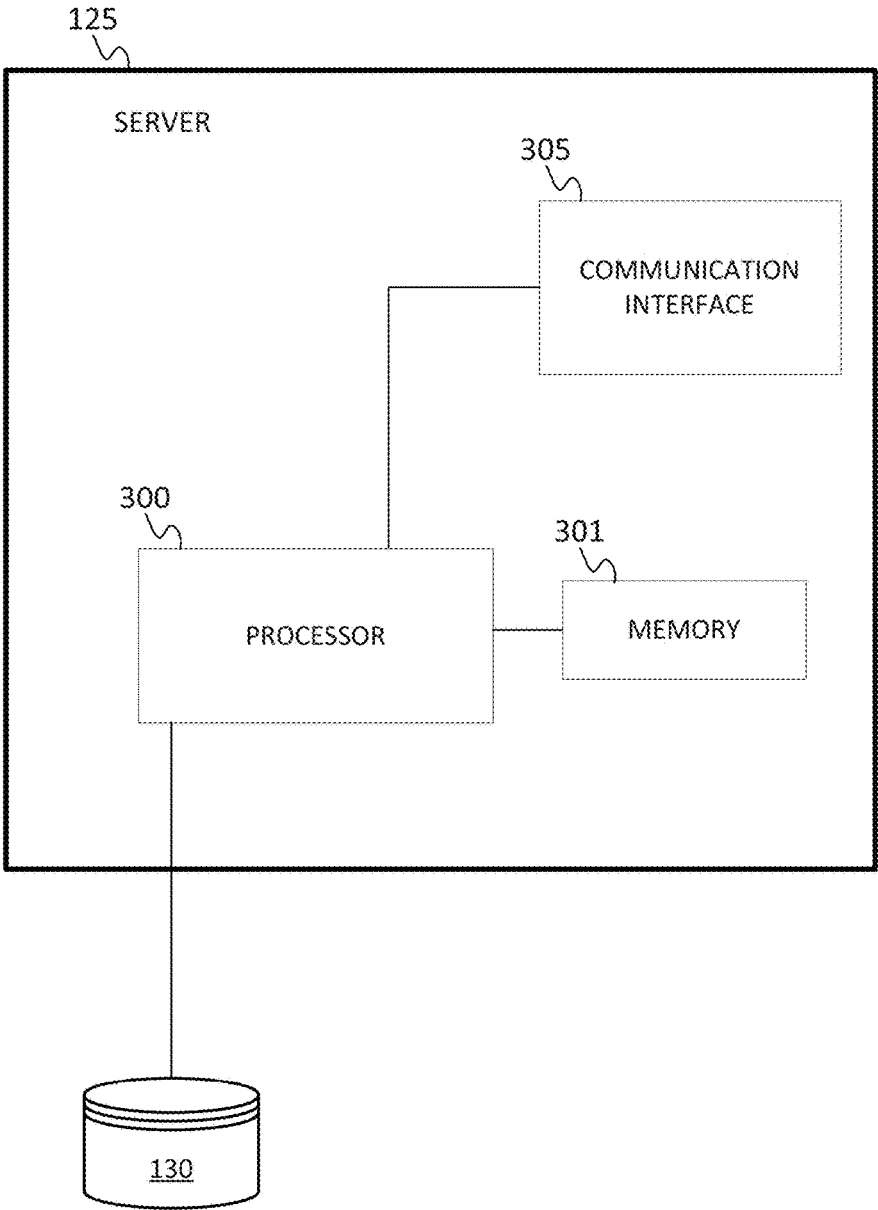 125
SERVER
305
COMMUNICATION
INTERFACE
300
301
PROCESSOR
MEMORY
130